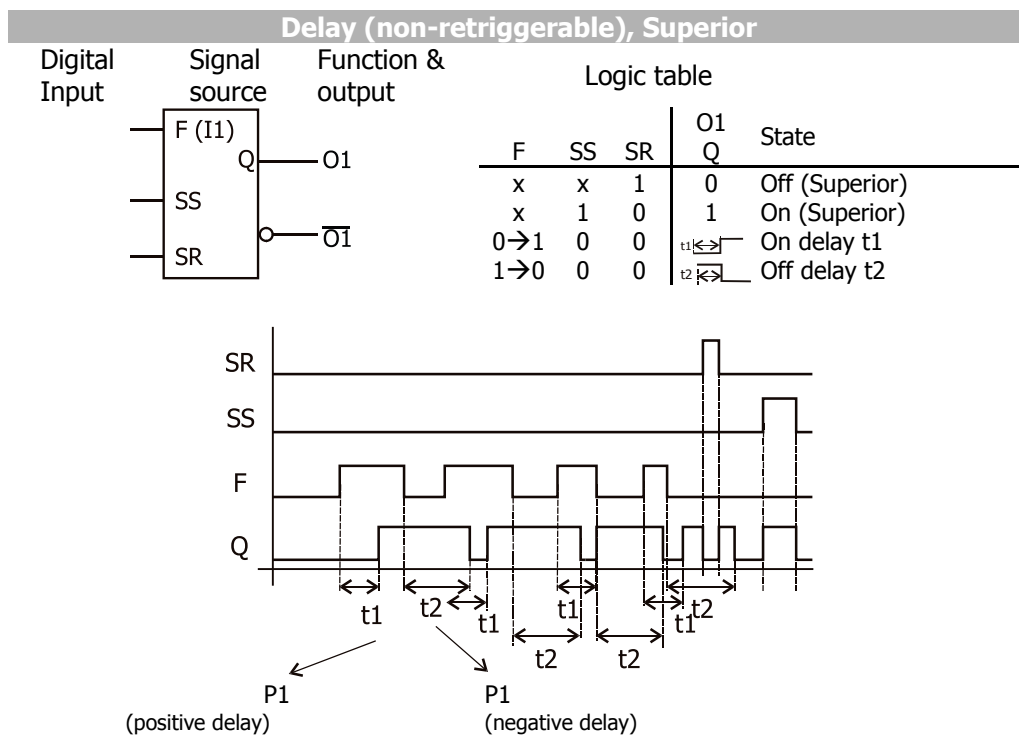 Delay (non-retriggerable), Superior
Digital Input
Signal source
Function & output
F (I1)
Q
O1
SS
O1
SR
Logic table
F SS SR O1 Q State
x x 1 0 Off (Superior)
x 1 0 1 On (Superior)
0→1 0 0 t1 On delay t1
1→0 0 0 t2 Off delay t2
SR
SS
F
Q
t1 t2 t1 t1 t1 t2
t2 t2
P1 P1
(positive delay) (negative delay)